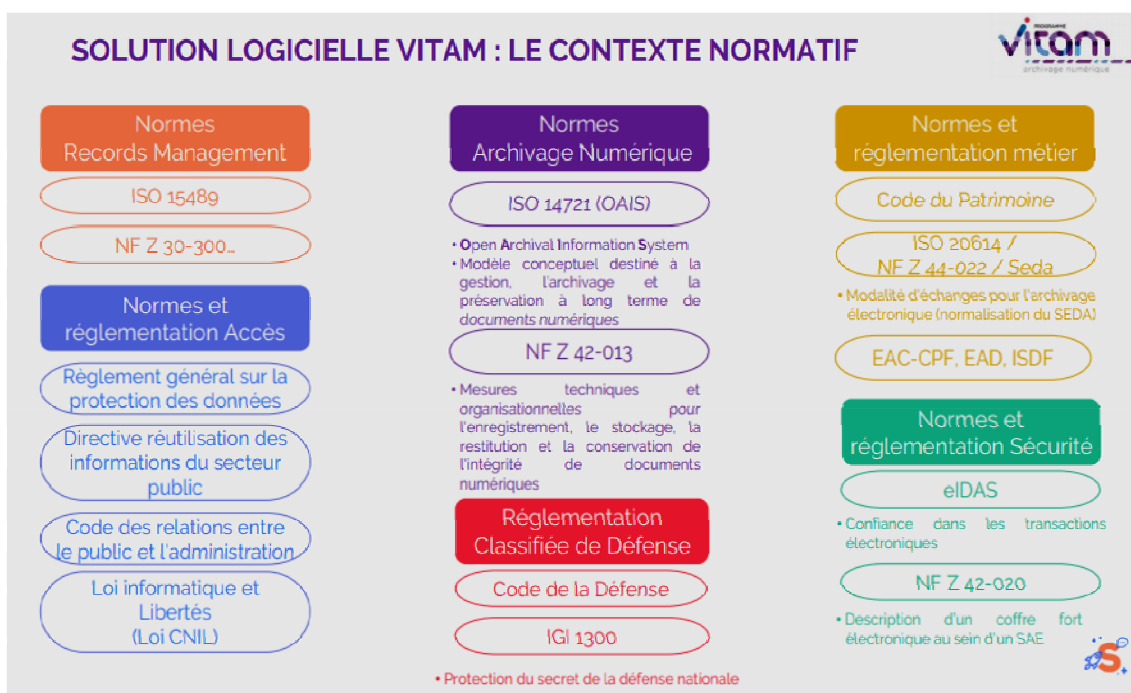 SOLUTION LOGICIELLE VITAM : LE CONTEXTE NORMATIF
PROGRAMME
vitam
archivage numérique
Normes
Records Management
ISO 15489
NF Z 30-300...
Normes et
réglementation Accès
Règlement général sur la
protection des données
Directive réutilisation des
informations du secteur
public
Code des relations entre
le public et l'administration
Loi informatique et
Libertés
(Loi CNIL)
Normes
Archivage Numérique
ISO 14721 (OAIS)
• Open Archival Information System
• Modèle conceptuel destiné à la
gestion, l'archivage et la
préservation à long terme de
documents numériques
NF Z 42-013
• Mesures techniques et
organisationnelles pour
l'enregistrement, le stockage, la
restitution et la conservation de
l'intégrité de documents
numériques
Réglementation
Classifiée de Défense
Code de la Défense
IGI 1300
• Protection du secret de la défense nationale
Normes et
réglementation métier
Code du Patrimoine
ISO 20614 /
NF Z 44-022 / Seda
• Modalité d'échanges pour l'archivage
électronique (normalisation du SEDA)
EAC-CPF, EAD, ISDF
Normes et
réglementation Sécurité
eIDAS
• Confiance dans les transactions
électroniques
NF Z 42-020
• Description d'un coffre fort
électronique au sein d'un SAE
S